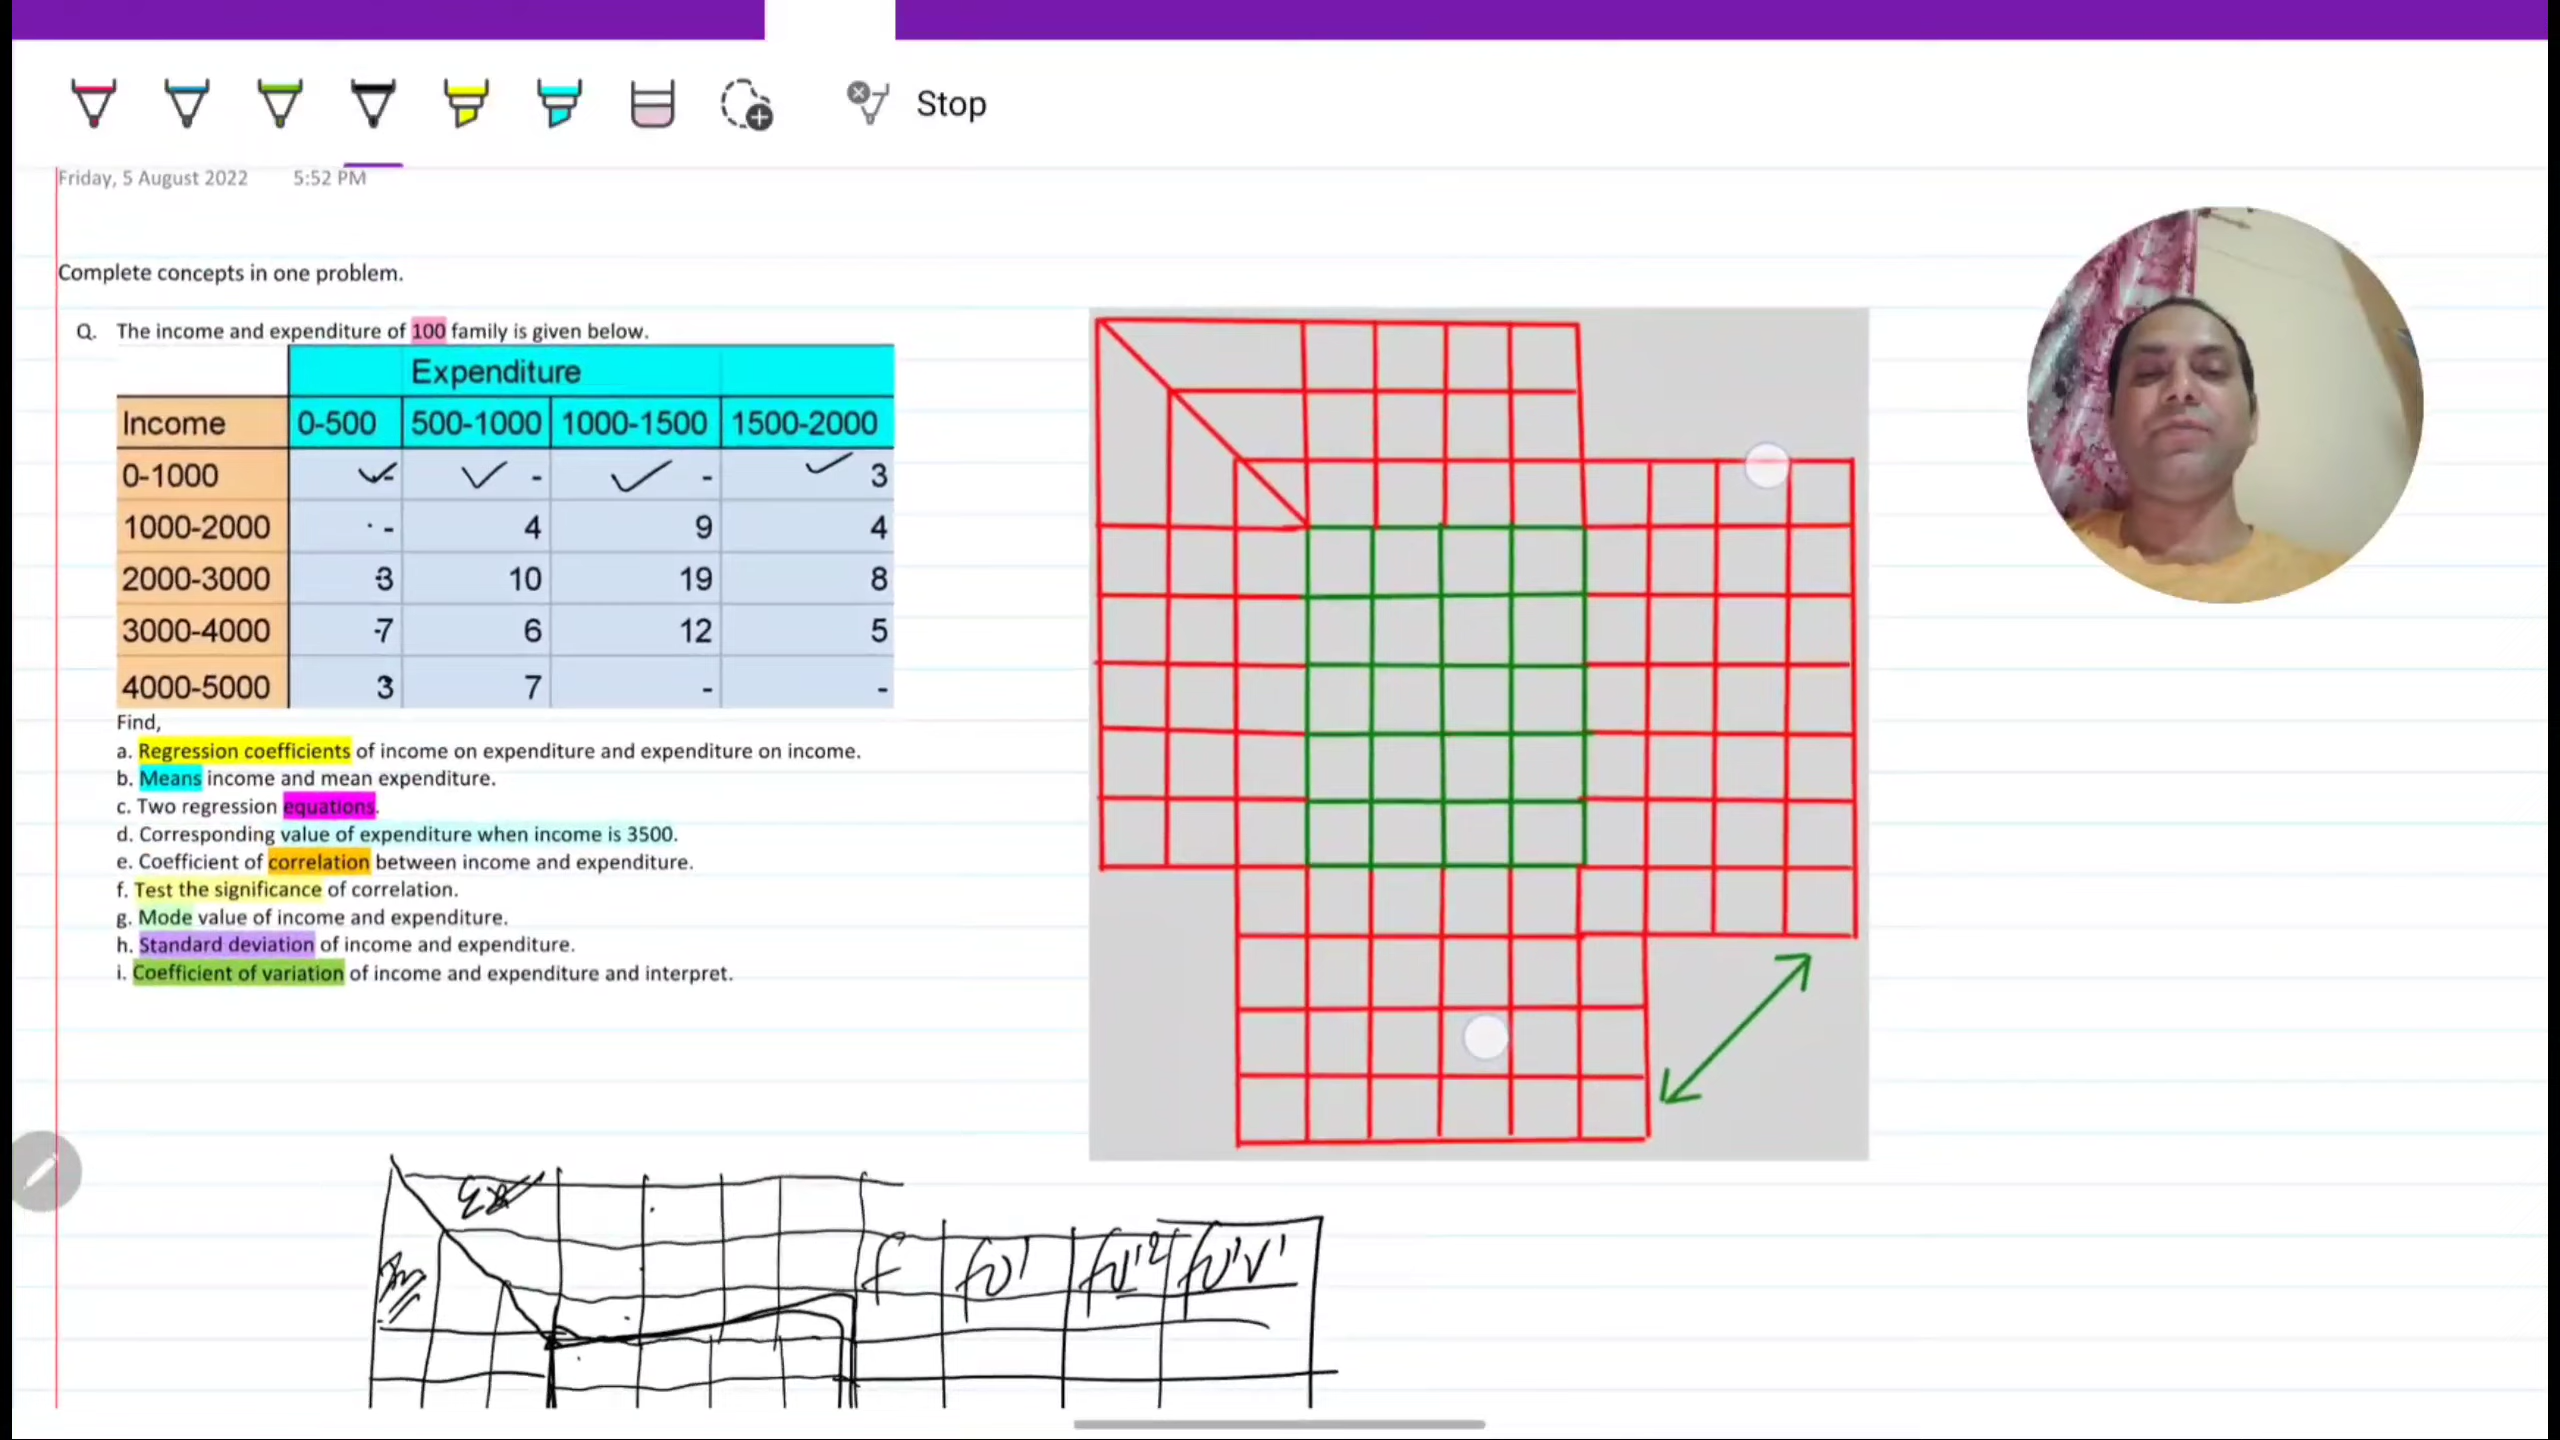 Stop
Friday, 5 August 2022 5:52 PM
Complete concepts in one problem.
Q. The income and expenditure of 100 family is given below.
Expenditure
Income 0-500 500-1000 1000-1500 1500-2000
0-1000 - - - 3
1000-2000 - 4 9 4
2000-3000 3 10 19 8
3000-4000 7 6 12 5
4000-5000 3 7 - -
Find,
a. Regression coefficients of income on expenditure and expenditure on income.
b. Means income and mean expenditure.
c. Two regression equations.
d. Corresponding value of expenditure when income is 3500.
e. Coefficient of correlation between income and expenditure.
f. Test the significance of correlation.
g. Mode value of income and expenditure.
h. Standard deviation of income and expenditure.
i. Coefficient of variation of income and expenditure and interpret.
Ex
f fu' fu'2 fu'v'